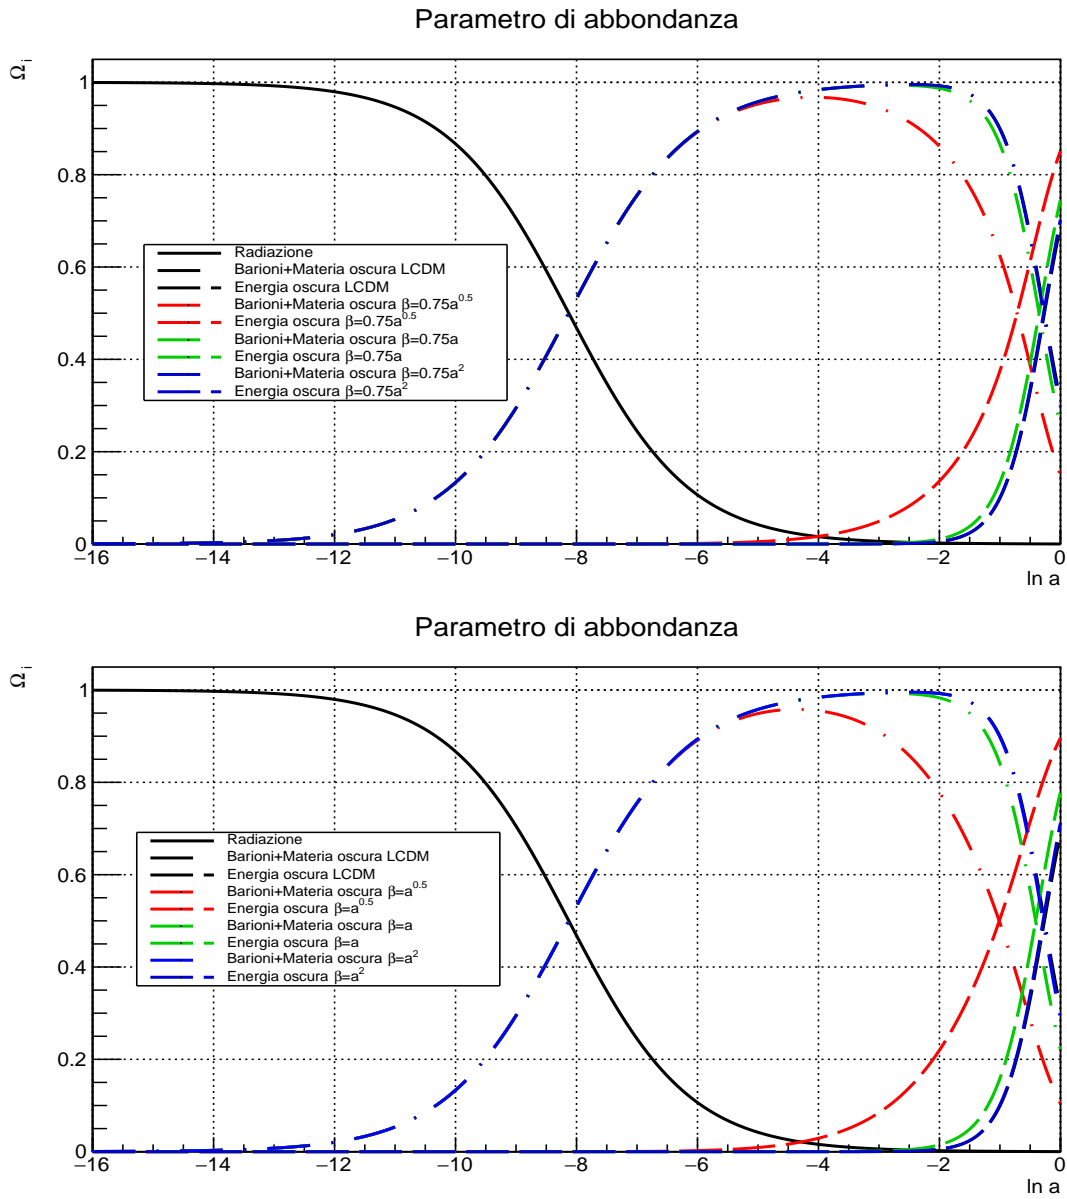 Parametro di abbondanza
Ω_i
1
0.8
0.6
0.4
0.2
0
Radiazione
Barioni+Materia oscura LCDM
Energia oscura LCDM
Barioni+Materia oscura β=0.75a^0.5
Energia oscura β=0.75a^0.5
Barioni+Materia oscura β=0.75a
Energia oscura β=0.75a
Barioni+Materia oscura β=0.75a^2
Energia oscura β=0.75a^2
−16 −14 −12 −10 −8 −6 −4 −2 0
ln a
Parametro di abbondanza
Ω_i
1
0.8
0.6
0.4
0.2
0
Radiazione
Barioni+Materia oscura LCDM
Energia oscura LCDM
Barioni+Materia oscura β=a^0.5
Energia oscura β=a^0.5
Barioni+Materia oscura β=a
Energia oscura β=a
Barioni+Materia oscura β=a^2
Energia oscura β=a^2
−16 −14 −12 −10 −8 −6 −4 −2 0
ln a